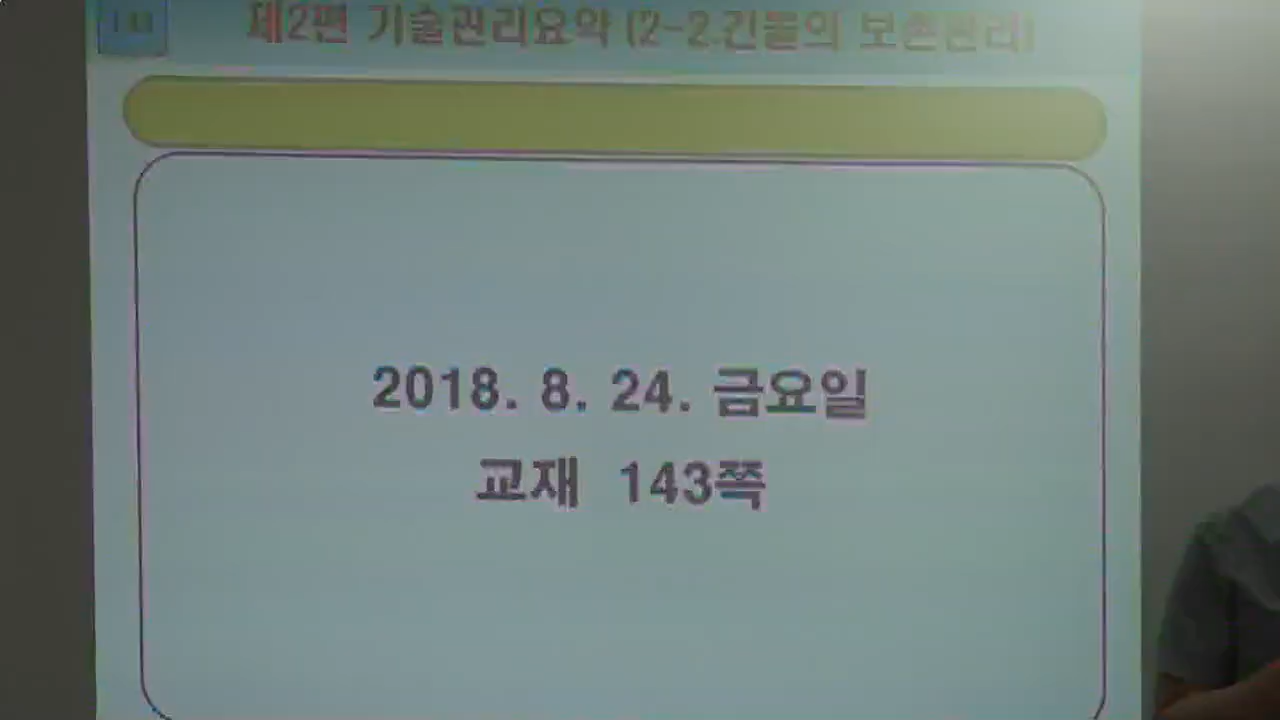 제2편 기술관리요약 (2-2.건물의 보존관리)
2018. 8. 24. 금요일
교재 143쪽